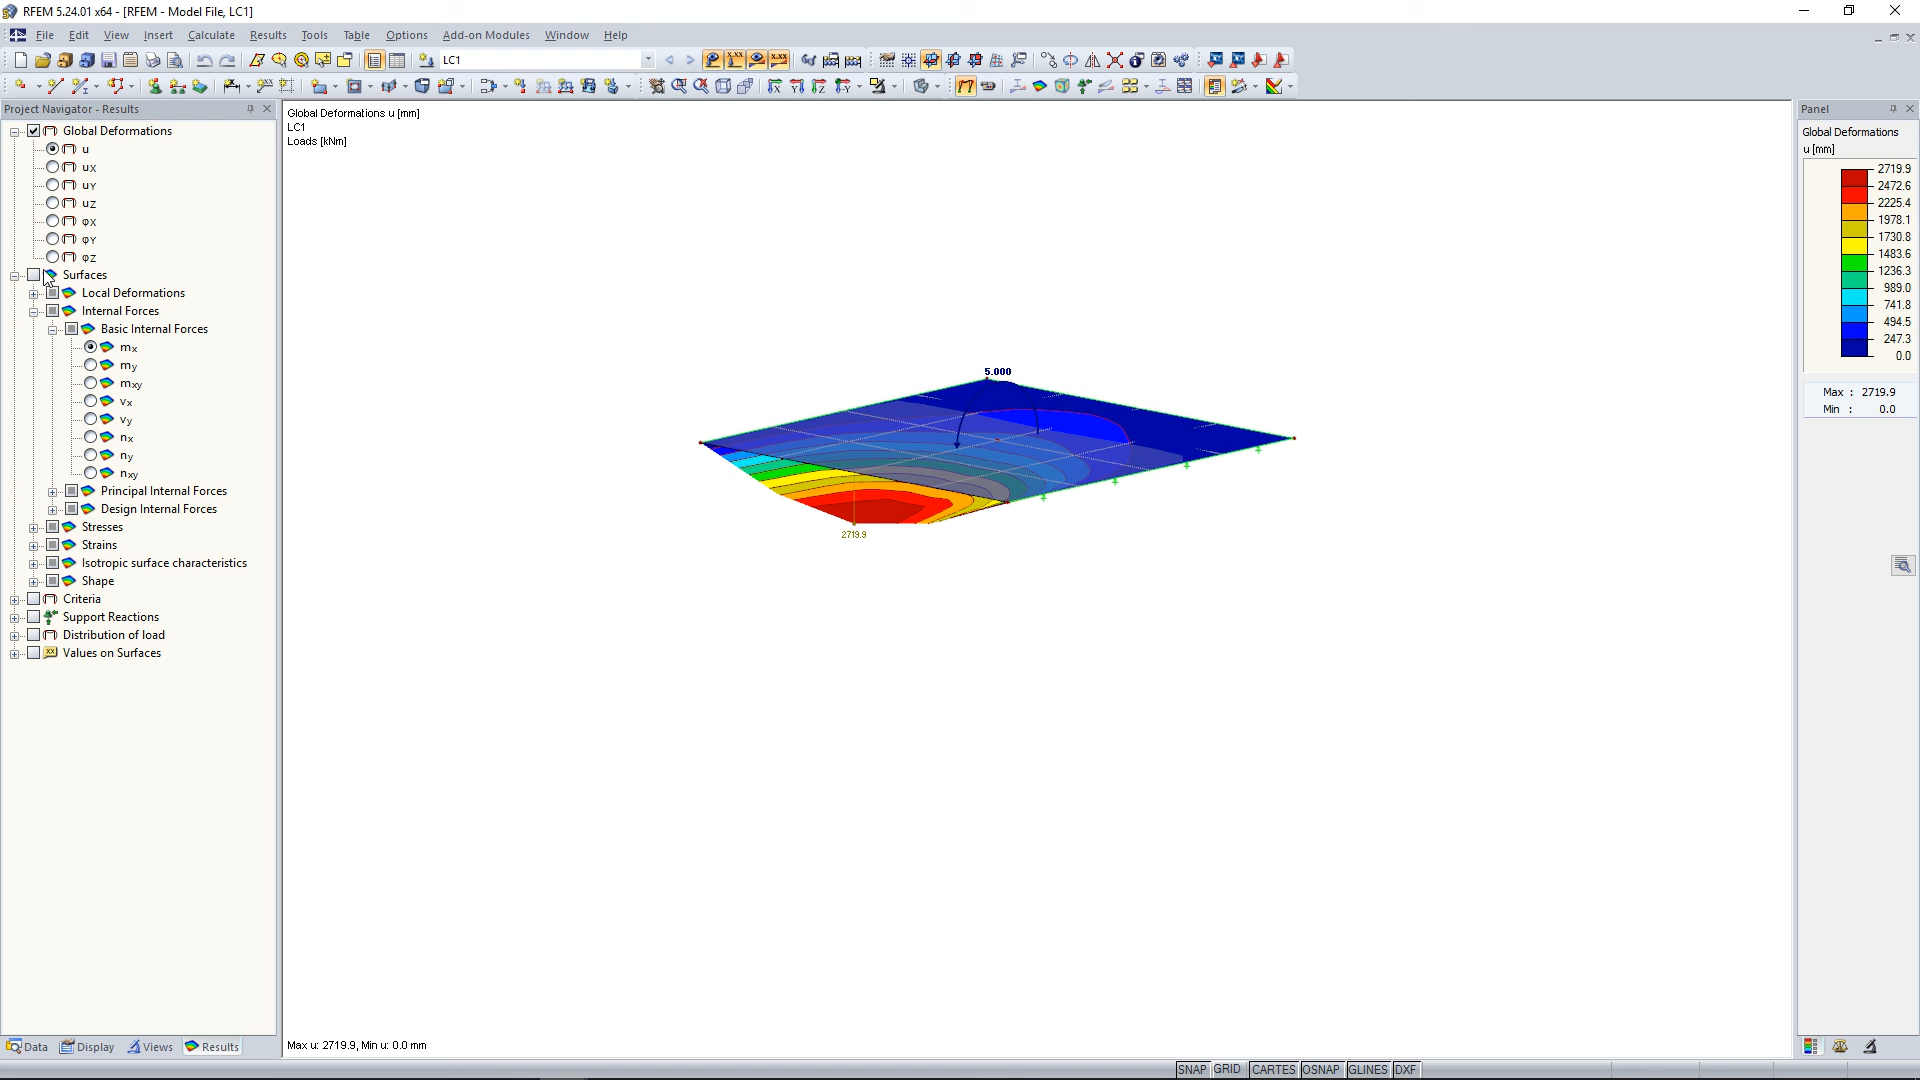 RFEM 5.24.01 x64 - [RFEM - Model File, LC1]
File Edit View Insert Calculate Results Tools Table Options Add-on Modules Window Help
LC1
Project Navigator - Results
Global Deformations
u
uX
uY
uZ
φX
φY
φZ
Surfaces
Local Deformations
Internal Forces
Basic Internal Forces
mx
my
mxy
vx
vy
nx
ny
nxy
Principal Internal Forces
Design Internal Forces
Stresses
Strains
Isotropic surface characteristics
Shape
Criteria
Support Reactions
Distribution of load
Values on Surfaces
Data Display Views Results
Global Deformations u [mm]
LC1
Loads [kNm]
5.000
2719.9
Max u: 2719.9, Min u: 0.0 mm
Panel
Global Deformations
u [mm]
2719.9
2472.6
2225.4
1978.1
1730.8
1483.6
1236.3
989.0
741.8
494.5
247.3
0.0
Max : 2719.9
Min : 0.0
SNAP GRID CARTES OSNAP GLINES DXF